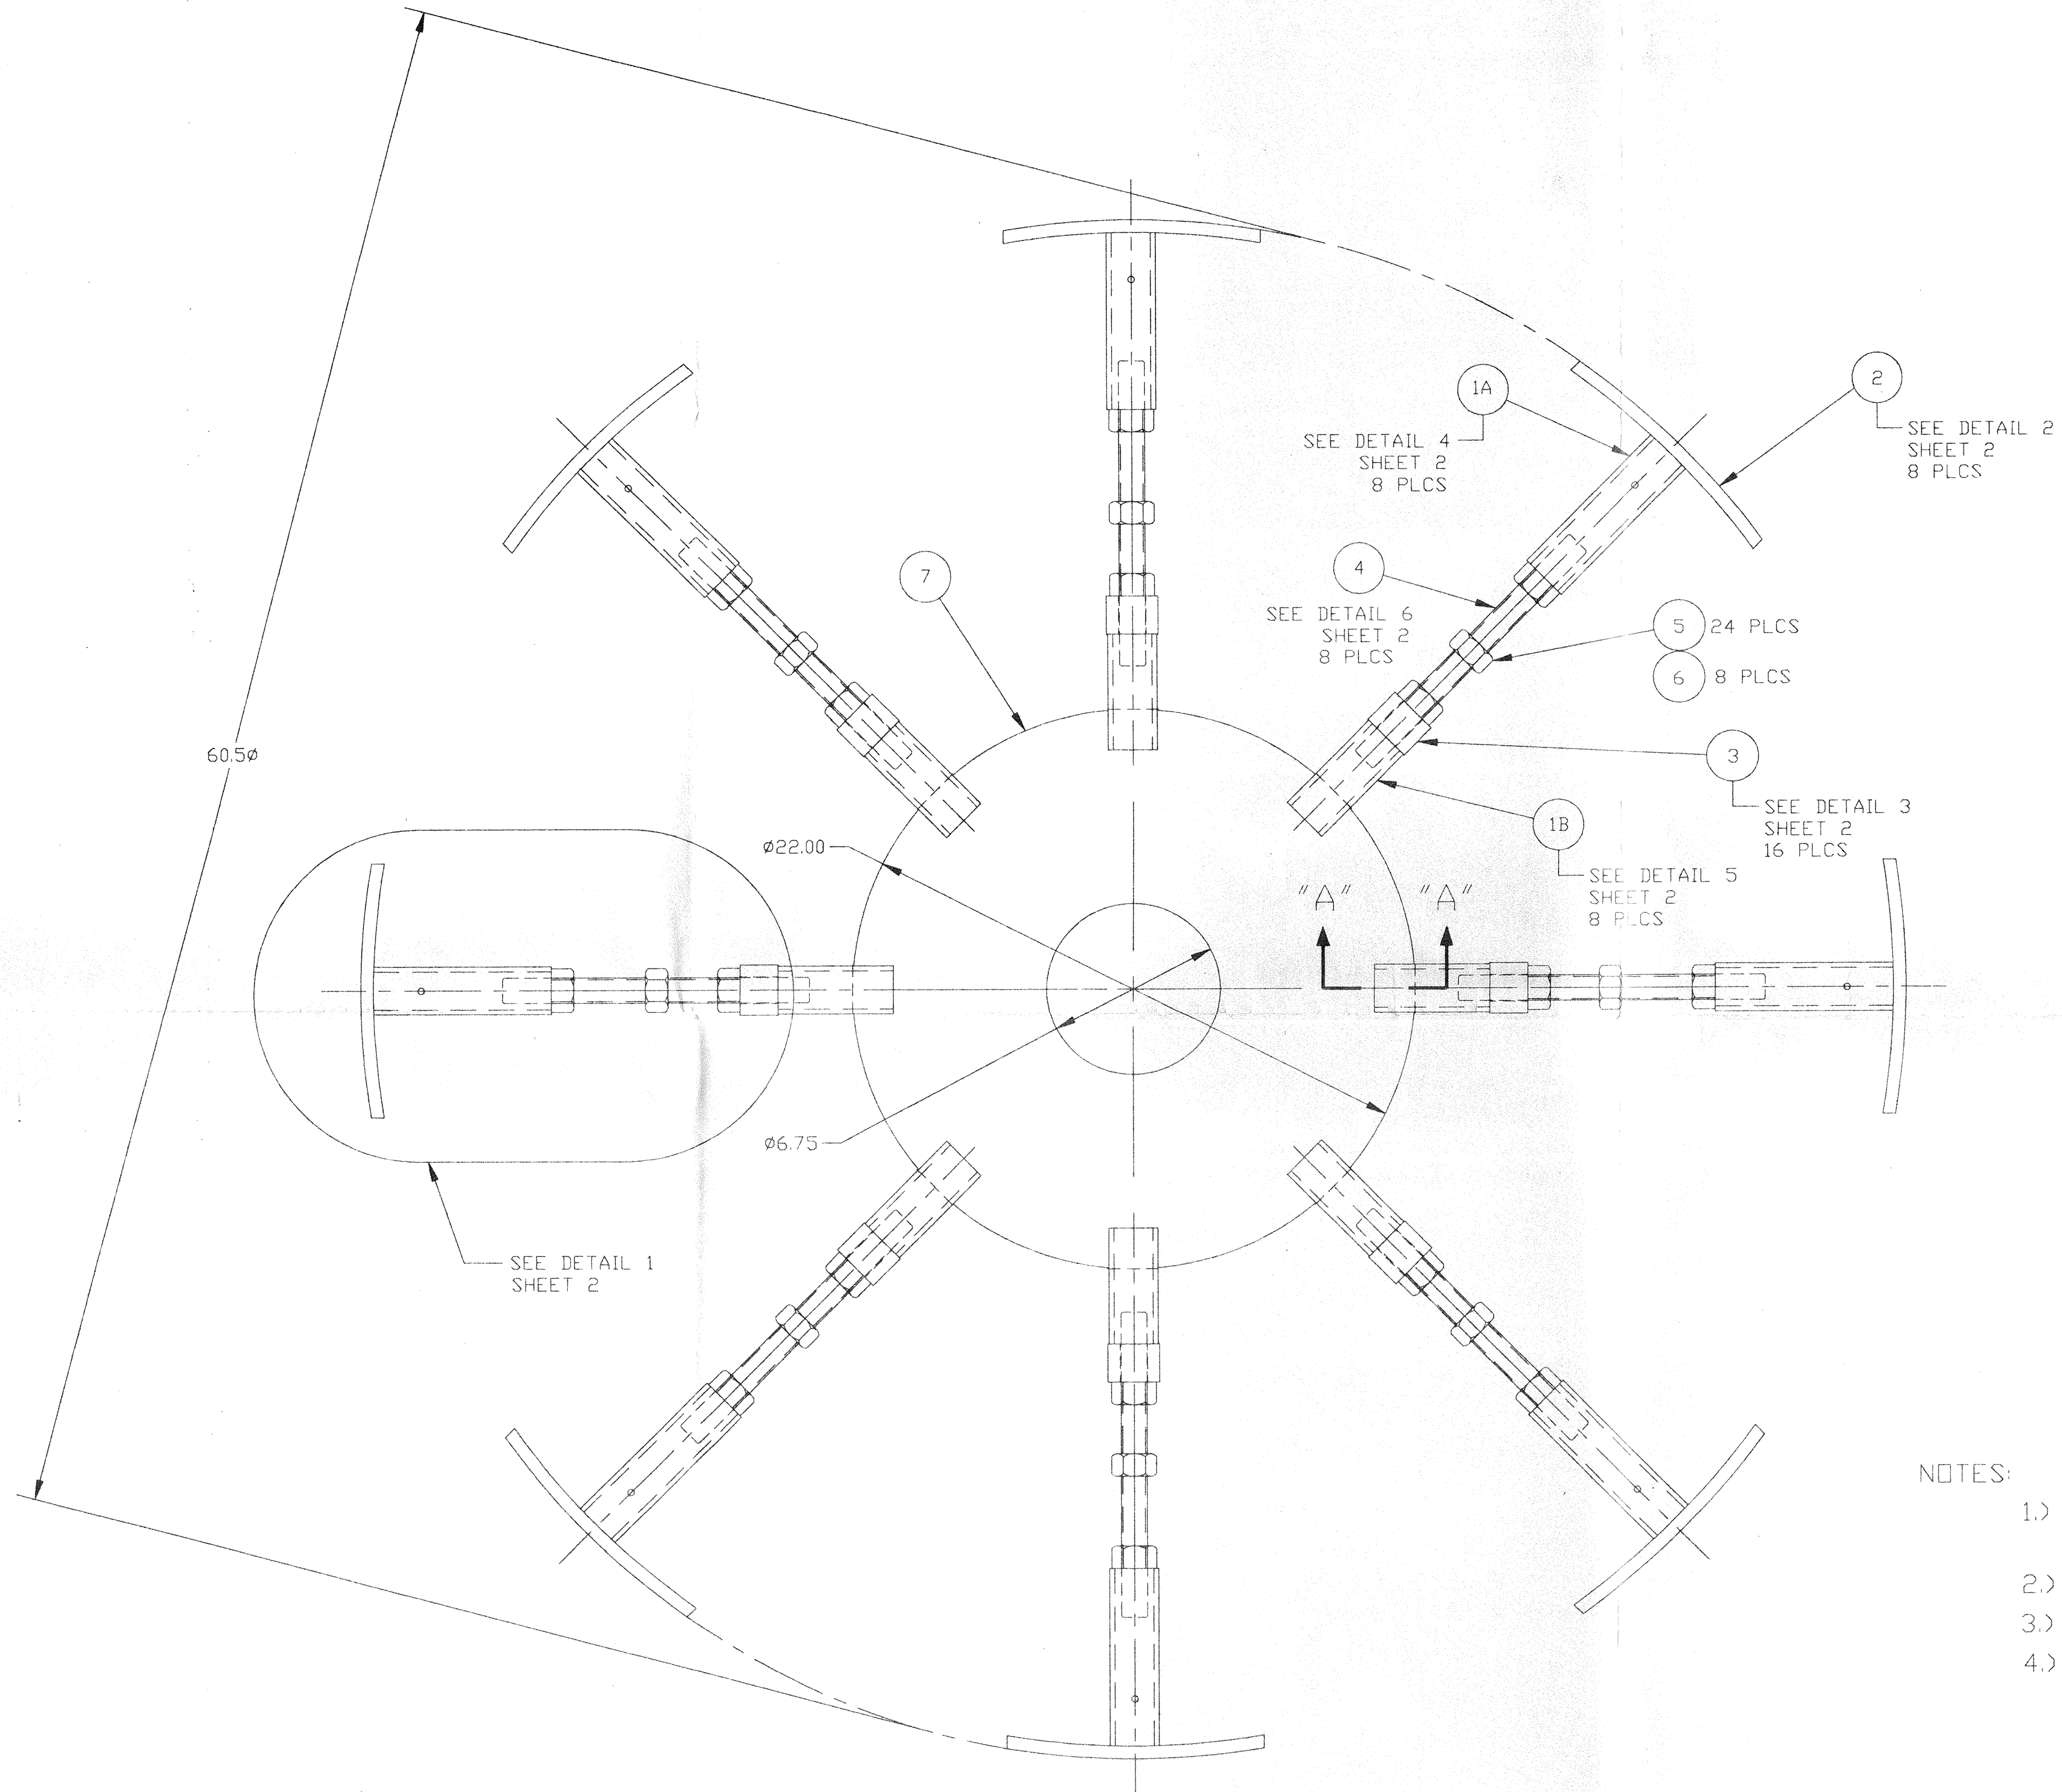 1A
2
SEE DETAIL 4
SHEET 2
8 PLCS
SEE DETAIL 2
SHEET 2
8 PLCS
7
4
SEE DETAIL 6
SHEET 2
8 PLCS
5 24 PLCS
6 8 PLCS
60.5ø
3
SEE DETAIL 3
SHEET 2
16 PLCS
1B
SEE DETAIL 5
SHEET 2
8 PLCS
ø22.00
"A" "A"
ø6.75
SEE DETAIL 1
SHEET 2
NOTES:
1.)
2.)
3.)
4.)